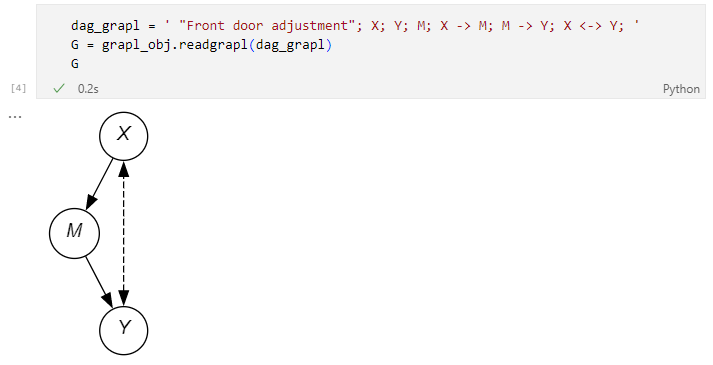 dag_grapl = ' "Front door adjustment"; X; Y; M; X -> M; M -> Y; X <-> Y; '
G = grapl_obj.readgrapl(dag_grapl)
G
[4] ✓ 0.2s Python
...
X
M
Y